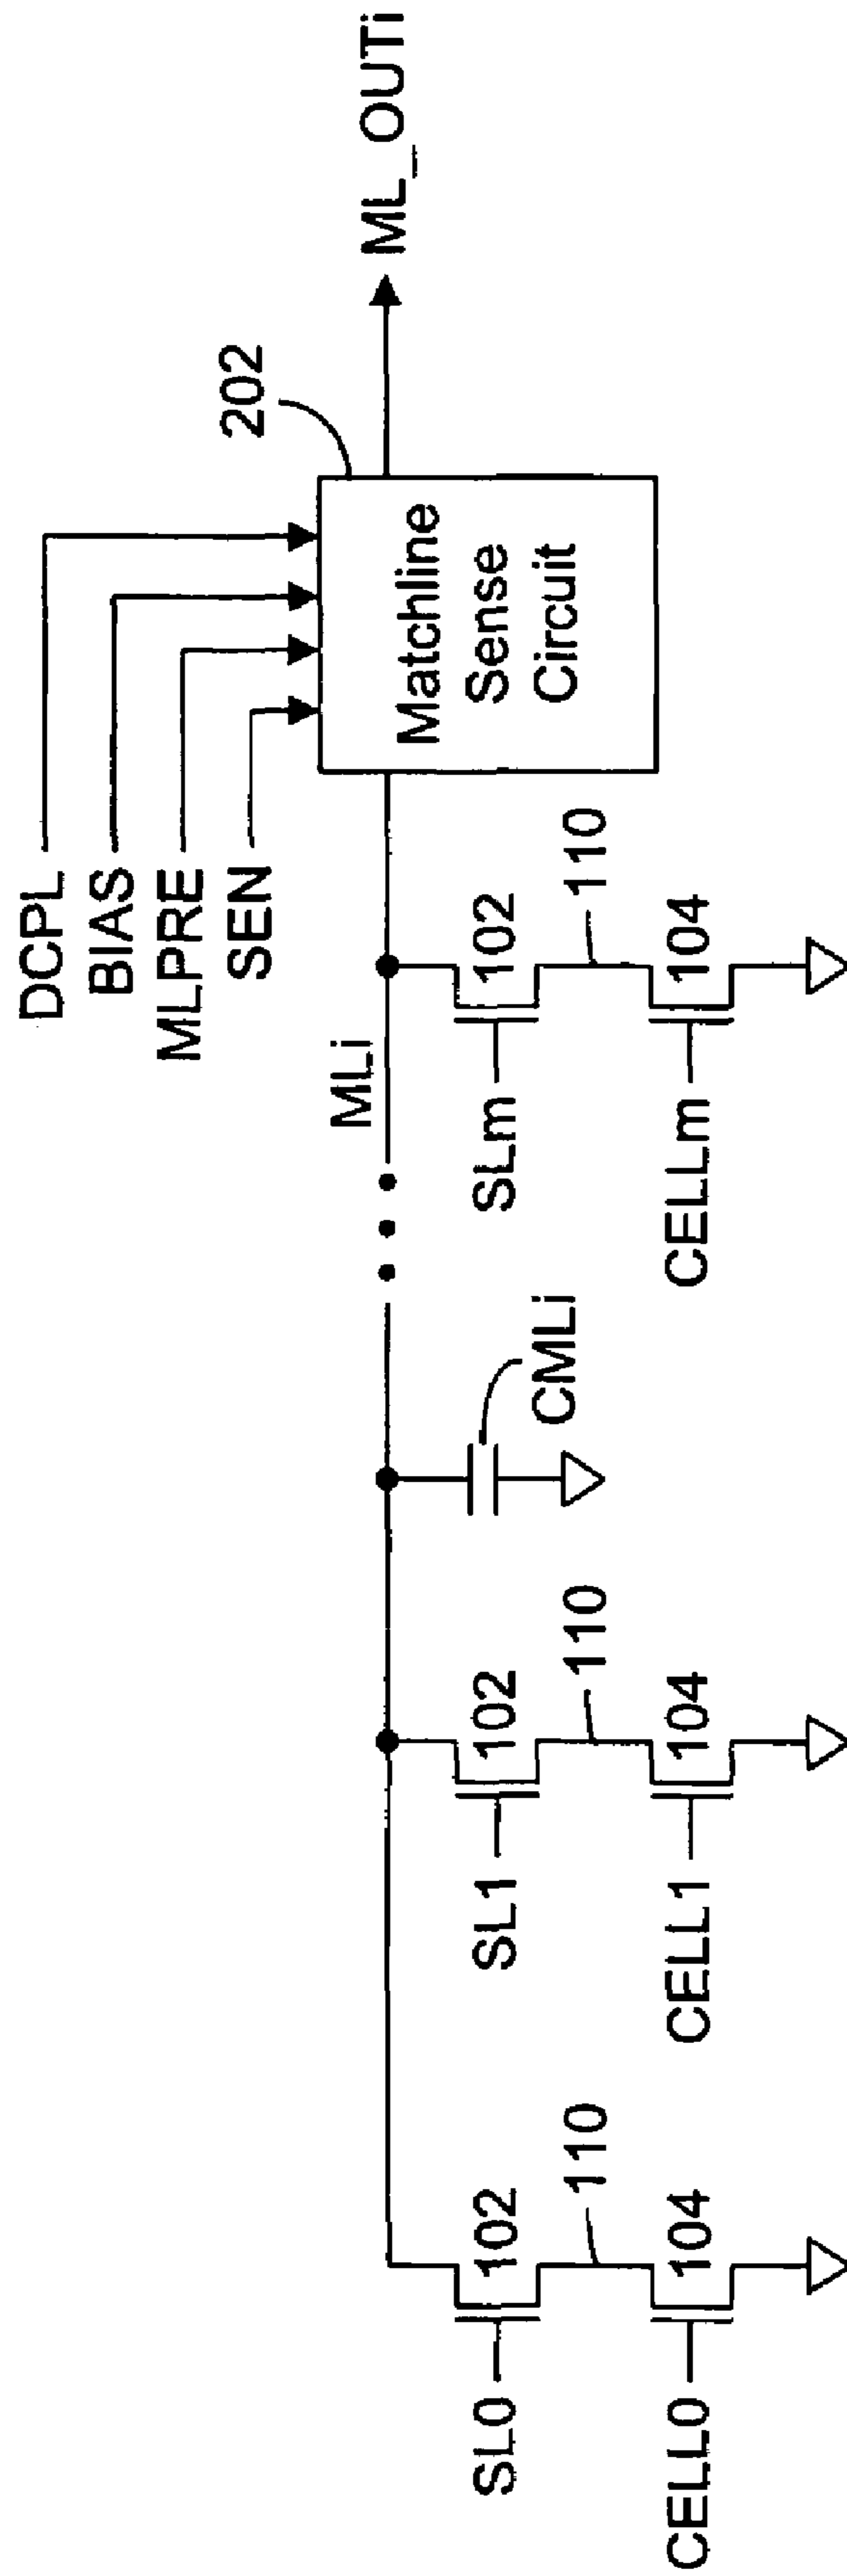 DCPL
BIAS
MLPRE
SEN
202
MLi
Matchline
Sense
Circuit
ML_OUTi
SL0
102
110
CELL0
104
SL1
102
110
CELL1
104
CMLi
SLm
102
110
CELLm
104